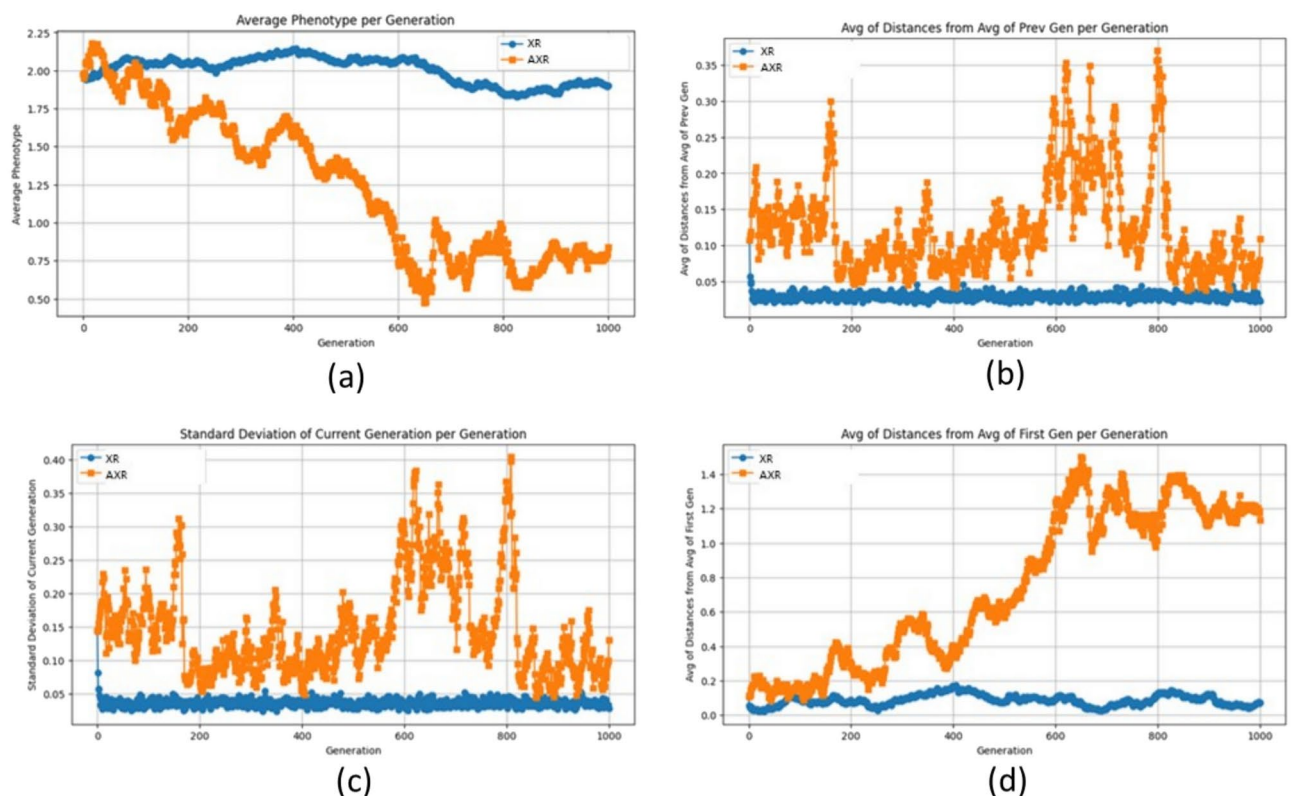 Average Phenotype per Generation
XR
AXR
2.25
2.00
1.75
1.50
1.25
1.00
0.75
0.50
Average Phenotype
0
200
400
600
800
1000
Generation
(a)
Avg of Distances from Avg of Prev Gen per Generation
XR
AXR
0.35
0.30
0.25
0.20
0.15
0.10
0.05
Avg of Distances from Avg of Prev Gen
0
200
400
600
800
1000
Generation
(b)
Standard Deviation of Current Generation per Generation
XR
AXR
0.40
0.35
0.30
0.25
0.20
0.15
0.10
0.05
Standard Deviation of Current Generation
0
200
400
600
800
1000
Generation
(c)
Avg of Distances from Avg of First Gen per Generation
XR
AXR
1.4
1.2
1.0
0.8
0.6
0.4
0.2
0.0
Avg of Distances from Avg of First Gen
0
200
400
600
800
1000
Generation
(d)